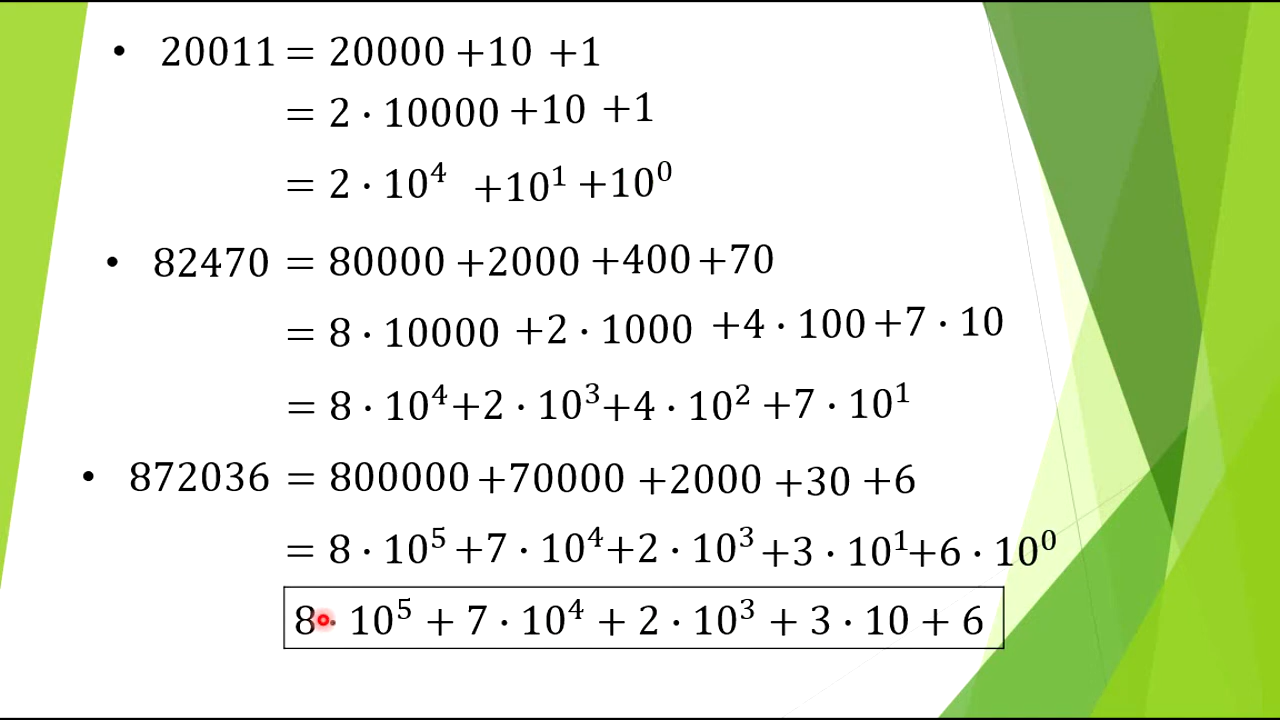 • 20011 = 20000 +10 +1
= 2 · 10000 +10 +1
= 2 · 10⁴ +10¹ +10⁰
• 82470 = 80000 +2000 +400 +70
= 8 · 10000 +2 · 1000 +4 · 100 +7 · 10
= 8 · 10⁴ +2 · 10³ +4 · 10² +7 · 10¹
• 872036 = 800000 +70000 +2000 +30 +6
= 8 · 10⁵ +7 · 10⁴ +2 · 10³ +3 · 10¹ +6 · 10⁰
8 · 10⁵ + 7 · 10⁴ + 2 · 10³ + 3 · 10 + 6